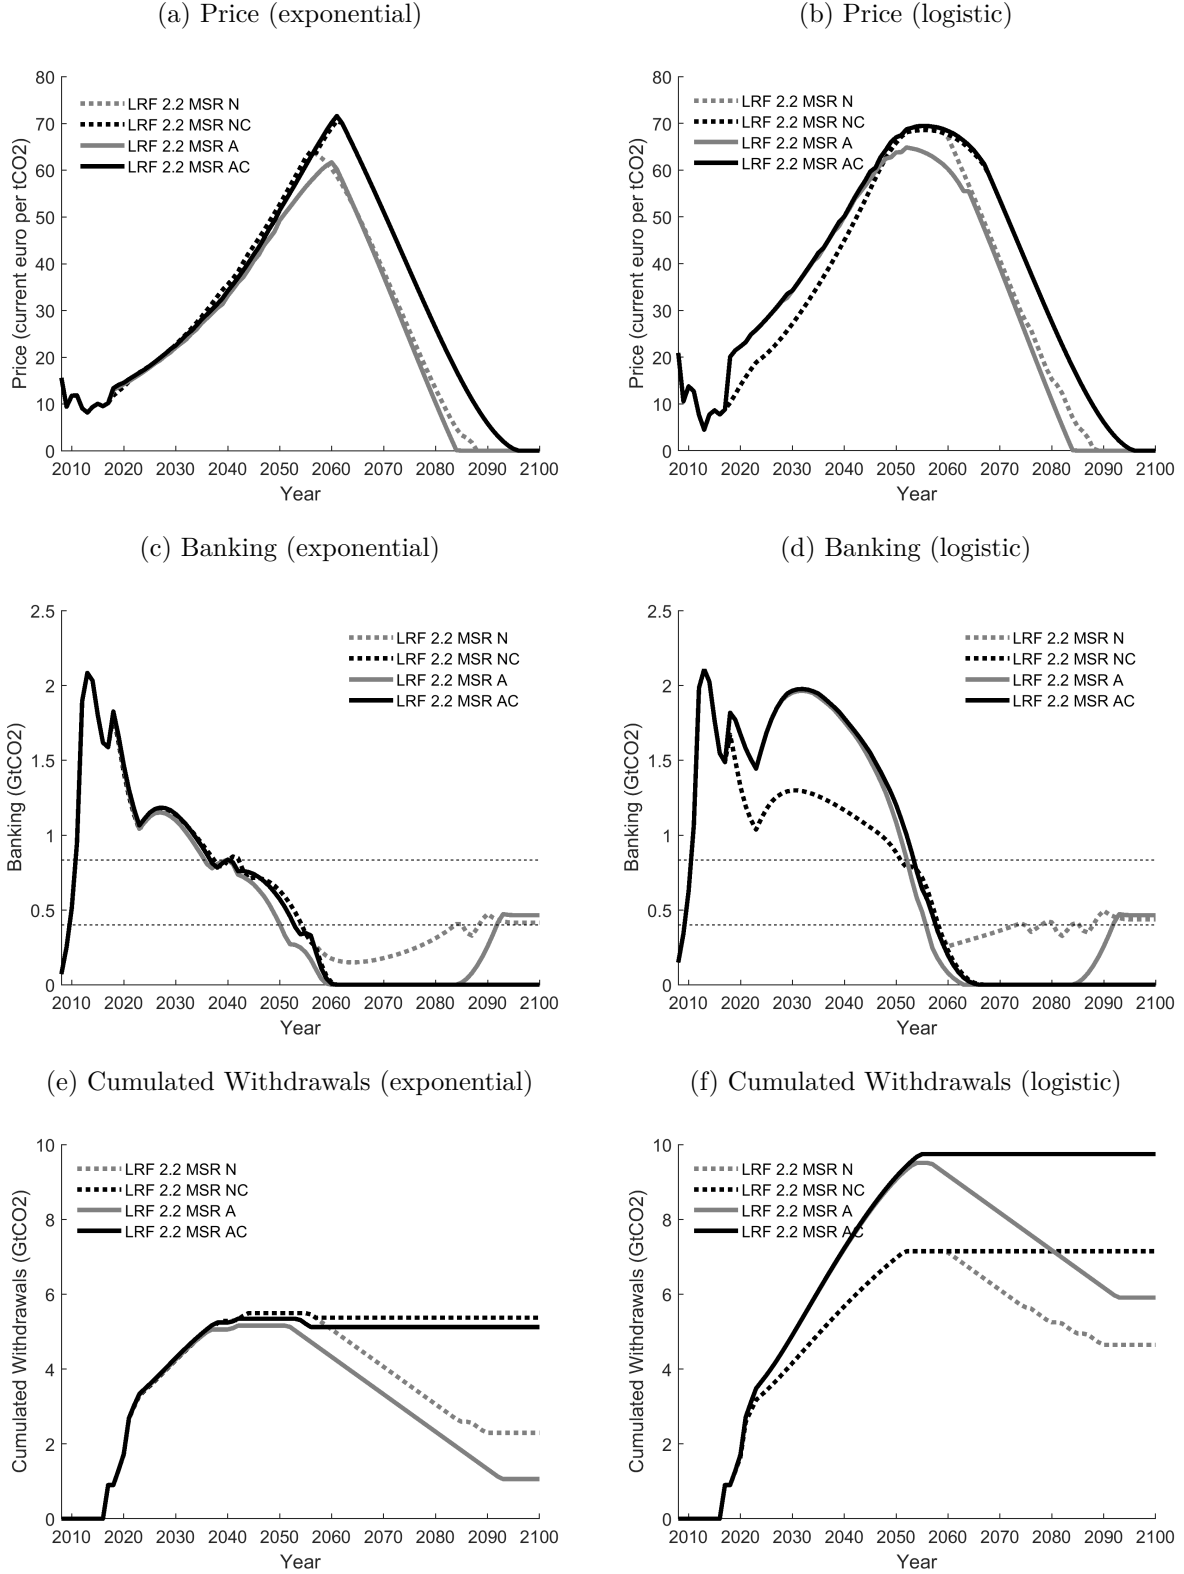 (a) Price (exponential)
80
70
60
50
40
30
20
10
0
Price (current euro per tCO2)
LRF 2.2 MSR N
LRF 2.2 MSR NC
LRF 2.2 MSR A
LRF 2.2 MSR AC
2010 2020 2030 2040 2050 2060 2070 2080 2090 2100
Year
(b) Price (logistic)
80
70
60
50
40
30
20
10
0
Price (current euro per tCO2)
LRF 2.2 MSR N
LRF 2.2 MSR NC
LRF 2.2 MSR A
LRF 2.2 MSR AC
2010 2020 2030 2040 2050 2060 2070 2080 2090 2100
Year
(c) Banking (exponential)
2.5
2
1.5
1
0.5
0
Banking (GtCO2)
LRF 2.2 MSR N
LRF 2.2 MSR NC
LRF 2.2 MSR A
LRF 2.2 MSR AC
2010 2020 2030 2040 2050 2060 2070 2080 2090 2100
Year
(d) Banking (logistic)
2.5
2
1.5
1
0.5
0
Banking (GtCO2)
LRF 2.2 MSR N
LRF 2.2 MSR NC
LRF 2.2 MSR A
LRF 2.2 MSR AC
2010 2020 2030 2040 2050 2060 2070 2080 2090 2100
Year
(e) Cumulated Withdrawals (exponential)
10
8
6
4
2
0
Cumulated Withdrawals (GtCO2)
LRF 2.2 MSR N
LRF 2.2 MSR NC
LRF 2.2 MSR A
LRF 2.2 MSR AC
2010 2020 2030 2040 2050 2060 2070 2080 2090 2100
Year
(f) Cumulated Withdrawals (logistic)
10
8
6
4
2
0
Cumulated Withdrawals (GtCO2)
LRF 2.2 MSR N
LRF 2.2 MSR NC
LRF 2.2 MSR A
LRF 2.2 MSR AC
2010 2020 2030 2040 2050 2060 2070 2080 2090 2100
Year